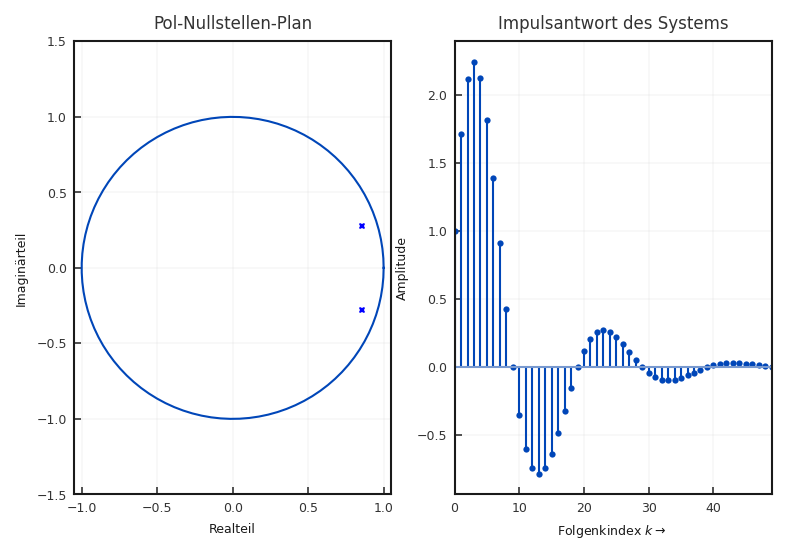 Pol-Nullstellen-Plan
1.5
1.0
0.5
0.0
−0.5
−1.0
−1.5
Imaginärteil
−1.0 −0.5 0.0 0.5 1.0
Realteil
Impulsantwort des Systems
2.0
1.5
1.0
0.5
0.0
−0.5
Amplitude
0 10 20 30 40
Folgenkindex k→